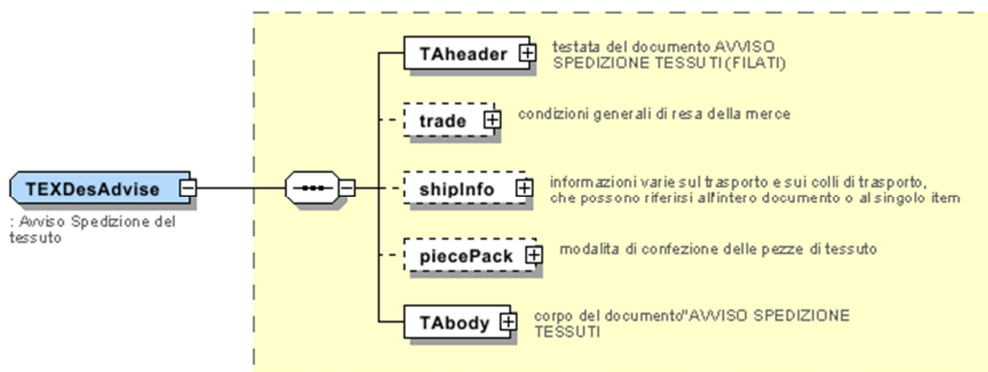 TAheader
testata del documento AVVISO
SPEDIZIONE TESSUTI (FILATI)
trade
condizioni generali di resa della merce
TEXDesAdvise
: Avviso Spedizione del
tessuto
shipInfo
informazioni varie sul trasporto e sui colli di trasporto,
che possono riferirsi all'intero documento o al singolo item
piecePack
modalita di confezione delle pezze di tessuto
TAbody
corpo del documento"AVVISO SPEDIZIONE
TESSUTI